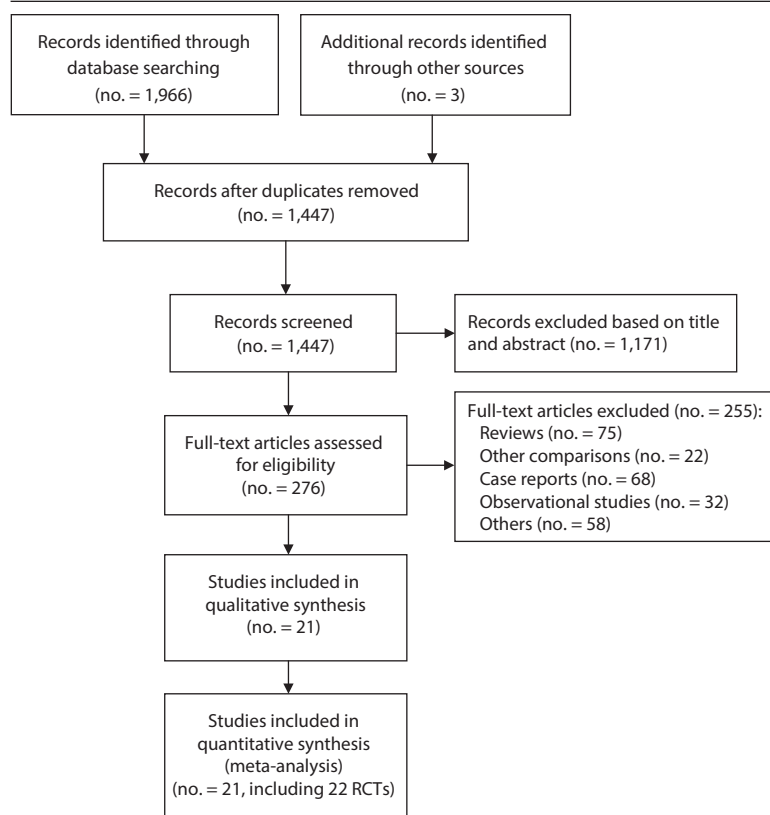 Records identified through
database searching
(no. = 1,966)
Additional records identified
through other sources
(no. = 3)
Records after duplicates removed
(no. = 1,447)
Records screened
(no. = 1,447)
Records excluded based on title
and abstract (no. = 1,171)
Full-text articles assessed
for eligibility
(no. = 276)
Full-text articles excluded (no. = 255):
Reviews (no. = 75)
Other comparisons (no. = 22)
Case reports (no. = 68)
Observational studies (no. = 32)
Others (no. = 58)
Studies included in
qualitative synthesis
(no. = 21)
Studies included in
quantitative synthesis
(meta-analysis)
(no. = 21, including 22 RCTs)